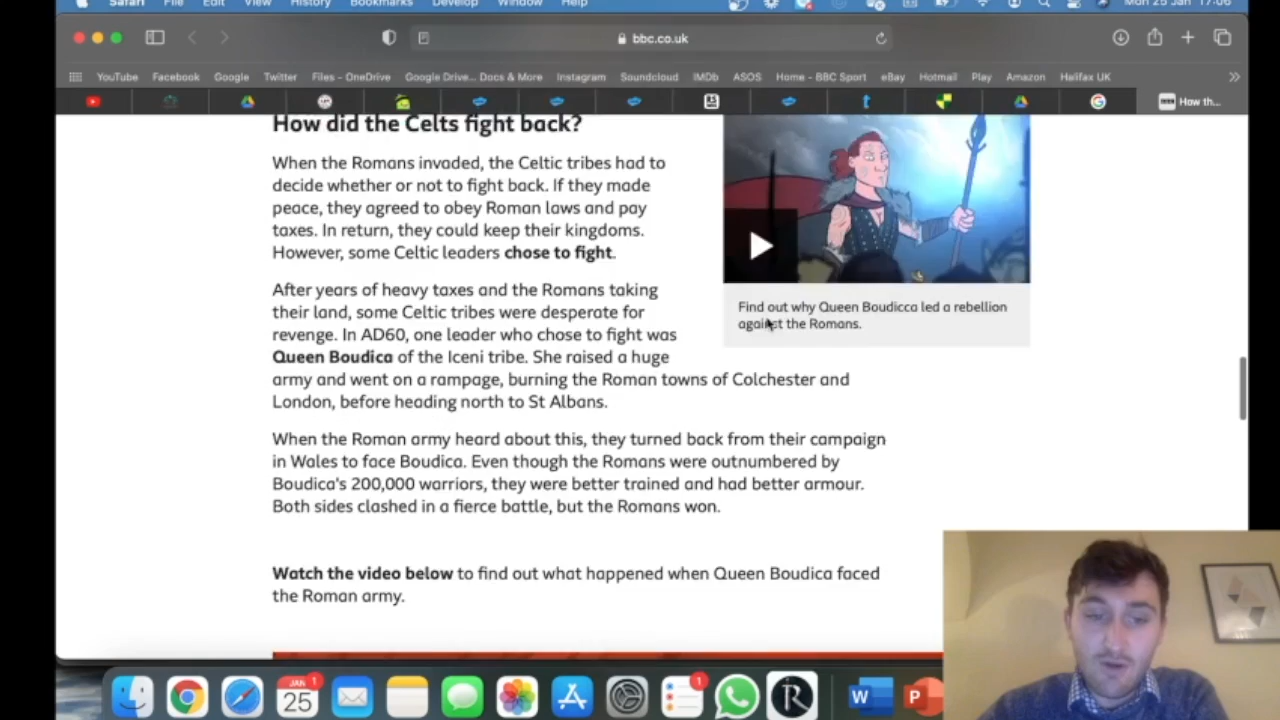 Safari File Edit View History Bookmarks Develop Window Help Mon 25 Jan 17:06
bbc.co.uk
YouTube Facebook Google Twitter Files - OneDrive Google Drive... Docs & More Instagram Soundcloud IMDb ASOS Home - BBC Sport eBay Hotmail Play Amazon Halifax UK
How th...
How did the Celts fight back?
When the Romans invaded, the Celtic tribes had to
decide whether or not to fight back. If they made
peace, they agreed to obey Roman laws and pay
taxes. In return, they could keep their kingdoms.
However, some Celtic leaders chose to fight.
Find out why Queen Boudicca led a rebellion
against the Romans.
After years of heavy taxes and the Romans taking
their land, some Celtic tribes were desperate for
revenge. In AD60, one leader who chose to fight was
Queen Boudica of the Iceni tribe. She raised a huge
army and went on a rampage, burning the Roman towns of Colchester and
London, before heading north to St Albans.
When the Roman army heard about this, they turned back from their campaign
in Wales to face Boudica. Even though the Romans were outnumbered by
Boudica's 200,000 warriors, they were better trained and had better armour.
Both sides clashed in a fierce battle, but the Romans won.
Watch the video below to find out what happened when Queen Boudica faced
the Roman army.
JAN 1
25
1
R
W
P